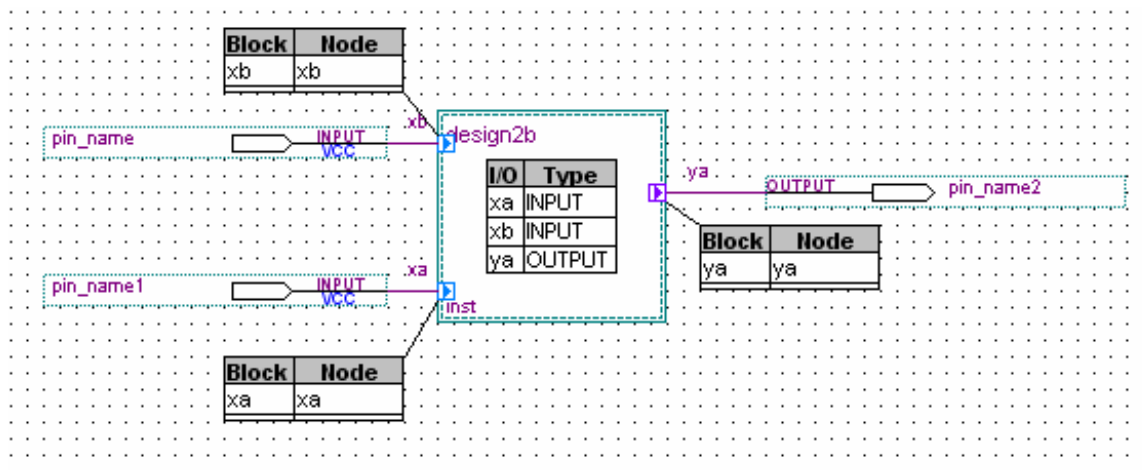 Block Node
xb xb
pin_name INPUT VCC .xb
design2b
I/O Type
xa INPUT
xb INPUT
ya OUTPUT
.ya OUTPUT pin_name2
Block Node
ya ya
pin_name1 INPUT VCC .xa
inst
Block Node
xa xa